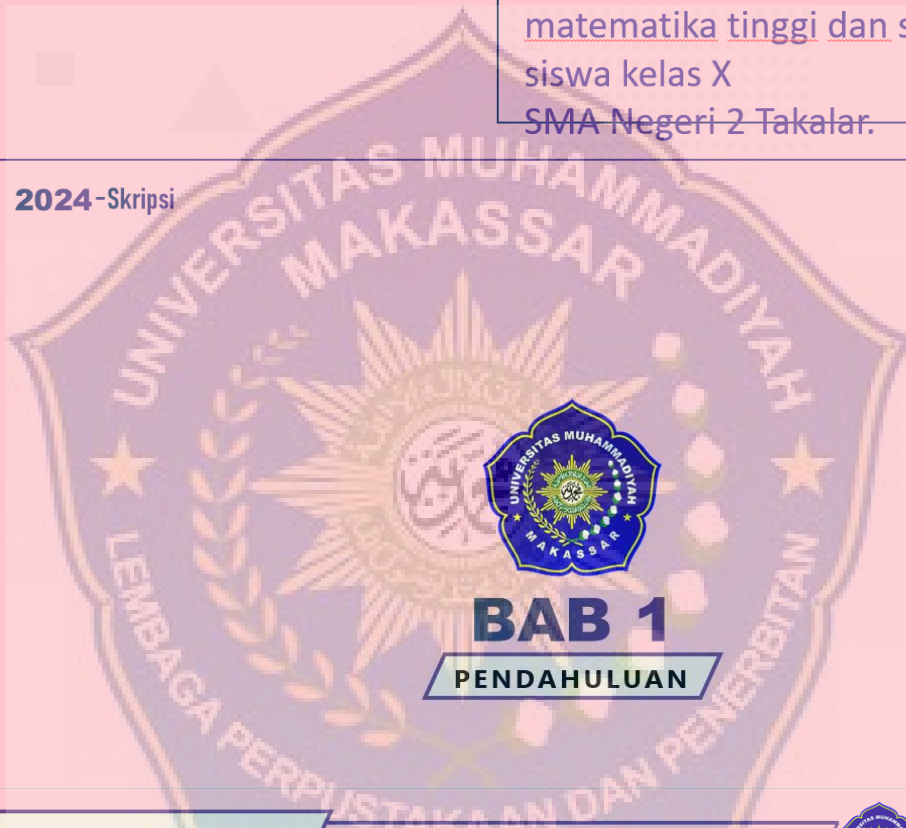 matematika tinggi dan s
siswa kelas X
SMA Negeri 2 Takalar.
2024-Skripsi
UNIVERSITAS MUHAMMADIYAH
MAKASSAR
UNIVERSITAS MUHAMMADIYAH
MAKASSAR
BAB 1
PENDAHULUAN
LEMBAGA PERPUSTAKAAN DAN PENERBITAN